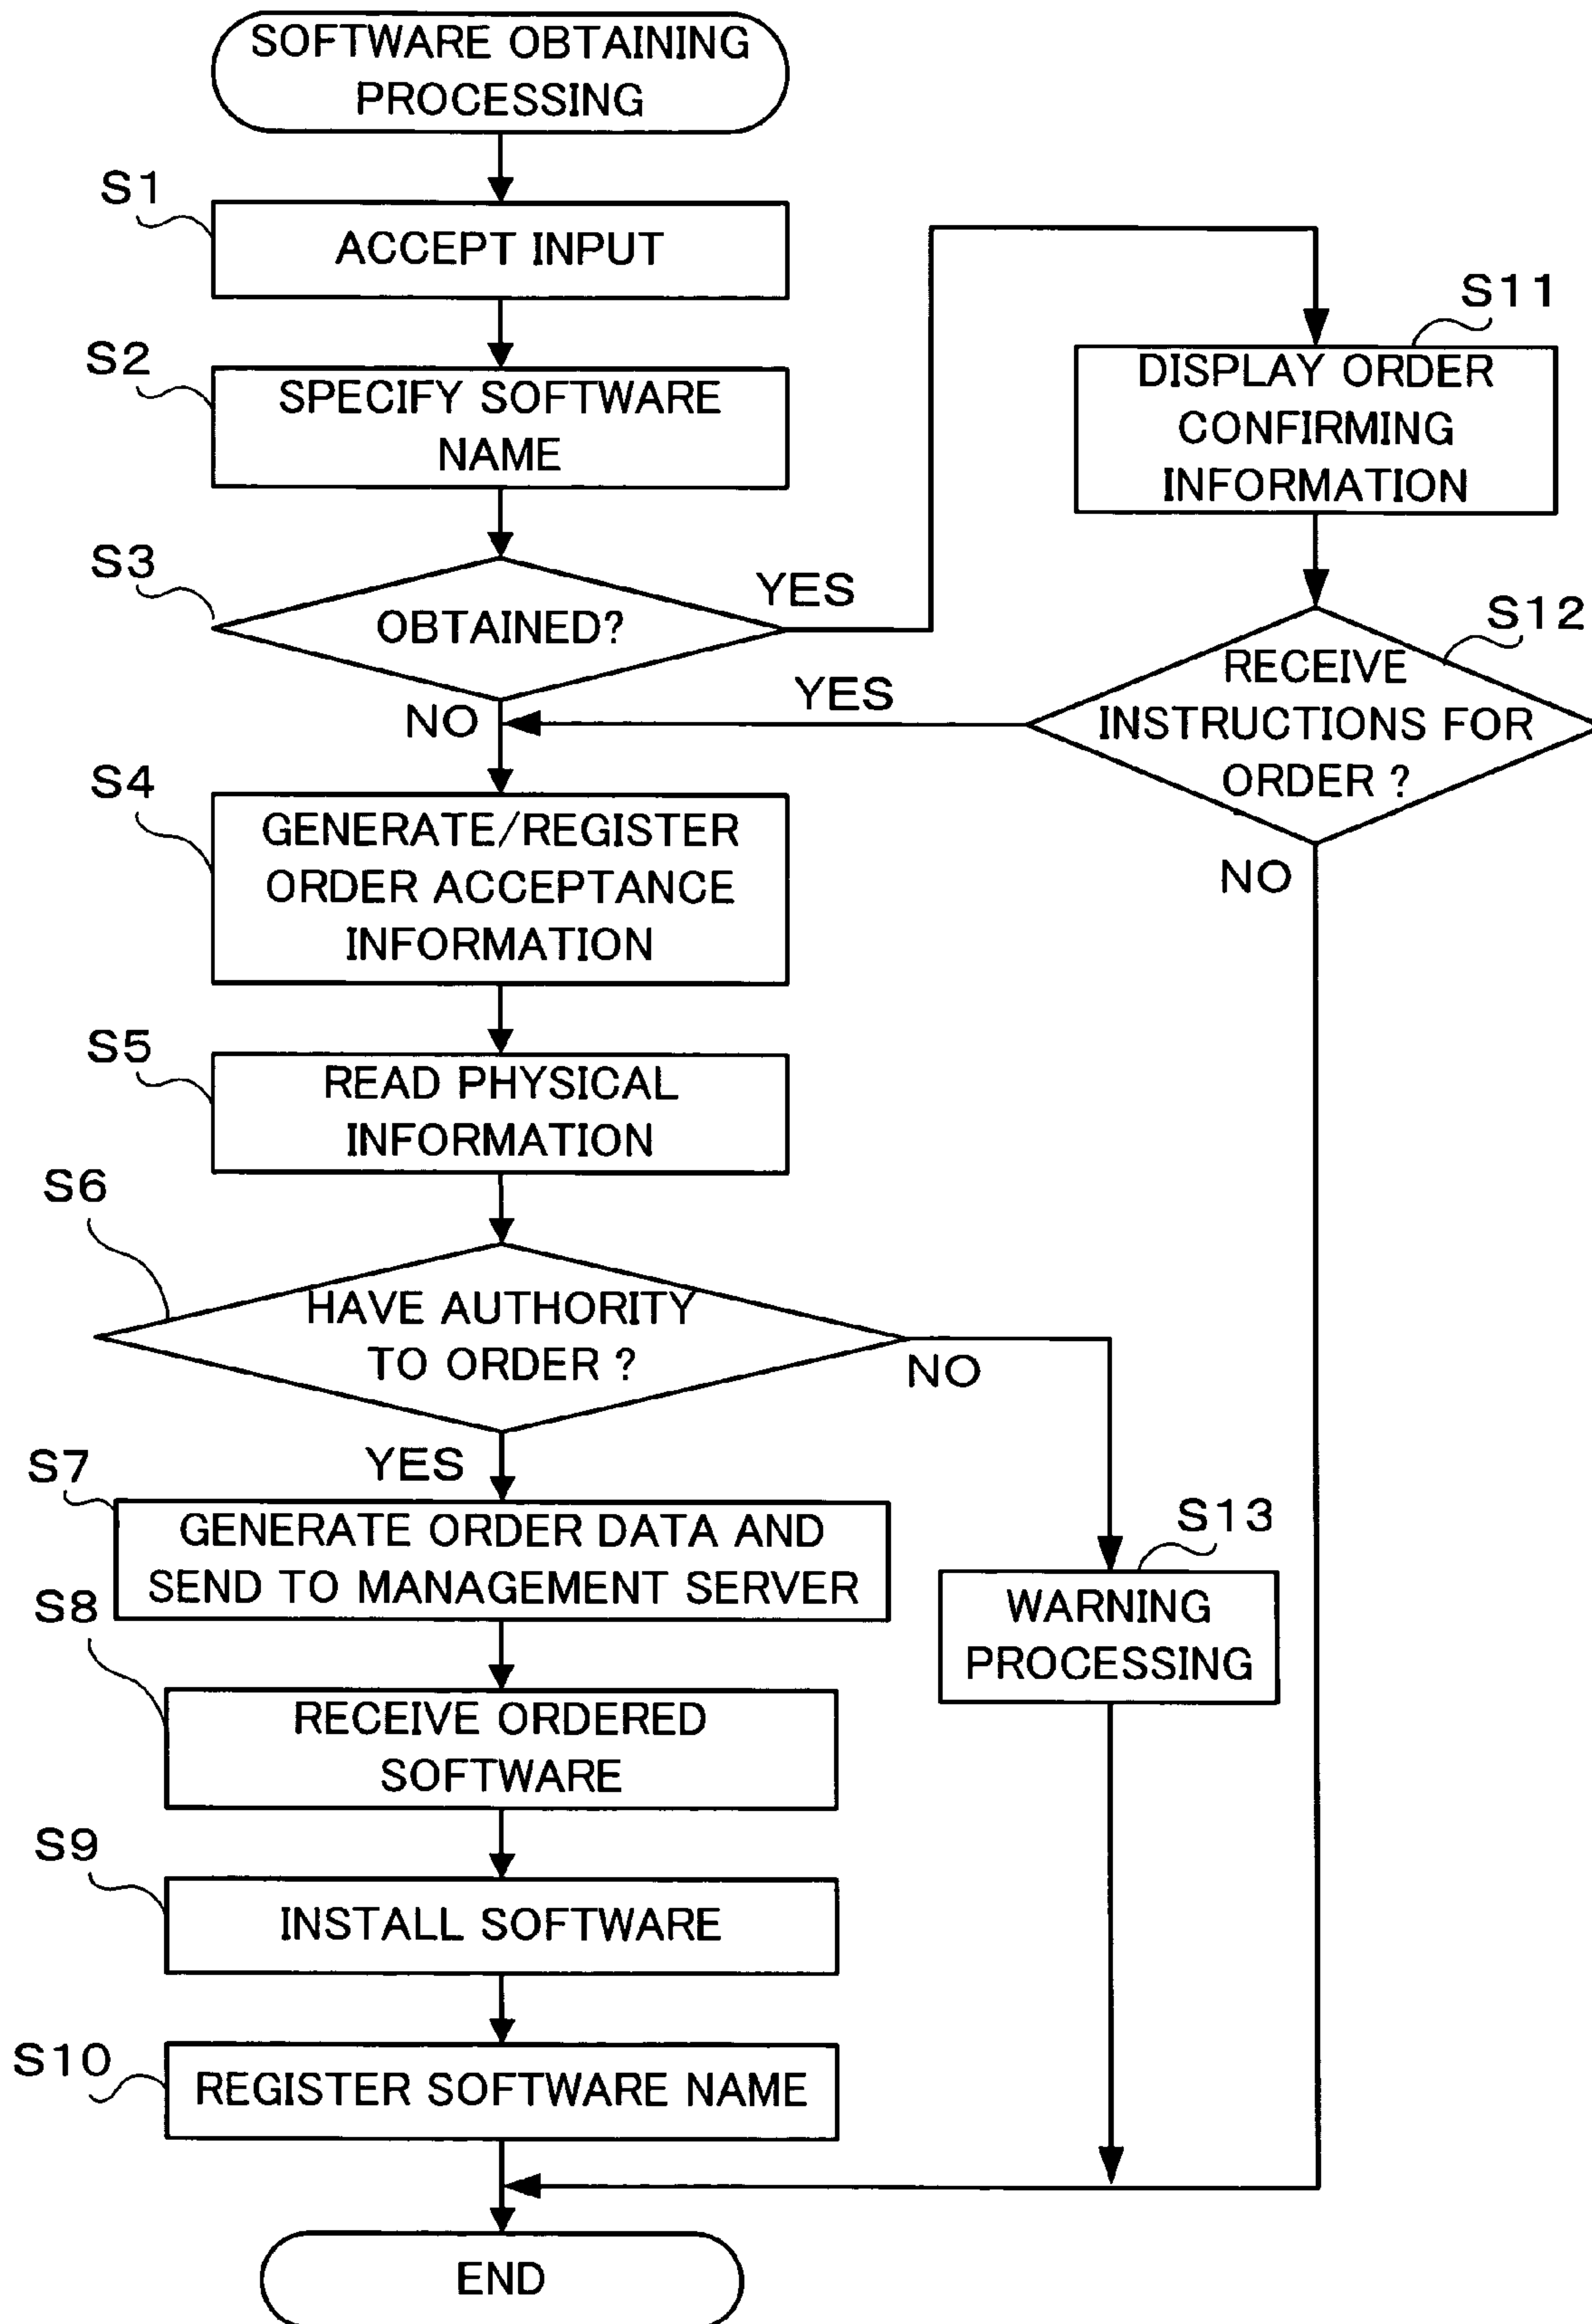 SOFTWARE OBTAINING
PROCESSING
S1
ACCEPT INPUT
S2
SPECIFY SOFTWARE
NAME
S3
OBTAINED?
YES
NO
S11
DISPLAY ORDER
CONFIRMING
INFORMATION
S12
RECEIVE
INSTRUCTIONS FOR
ORDER ?
YES
NO
S4
GENERATE/REGISTER
ORDER ACCEPTANCE
INFORMATION
S5
READ PHYSICAL
INFORMATION
S6
HAVE AUTHORITY
TO ORDER ?
NO
YES
S7
GENERATE ORDER DATA AND
SEND TO MANAGEMENT SERVER
S13
WARNING
PROCESSING
S8
RECEIVE ORDERED
SOFTWARE
S9
INSTALL SOFTWARE
S10
REGISTER SOFTWARE NAME
END